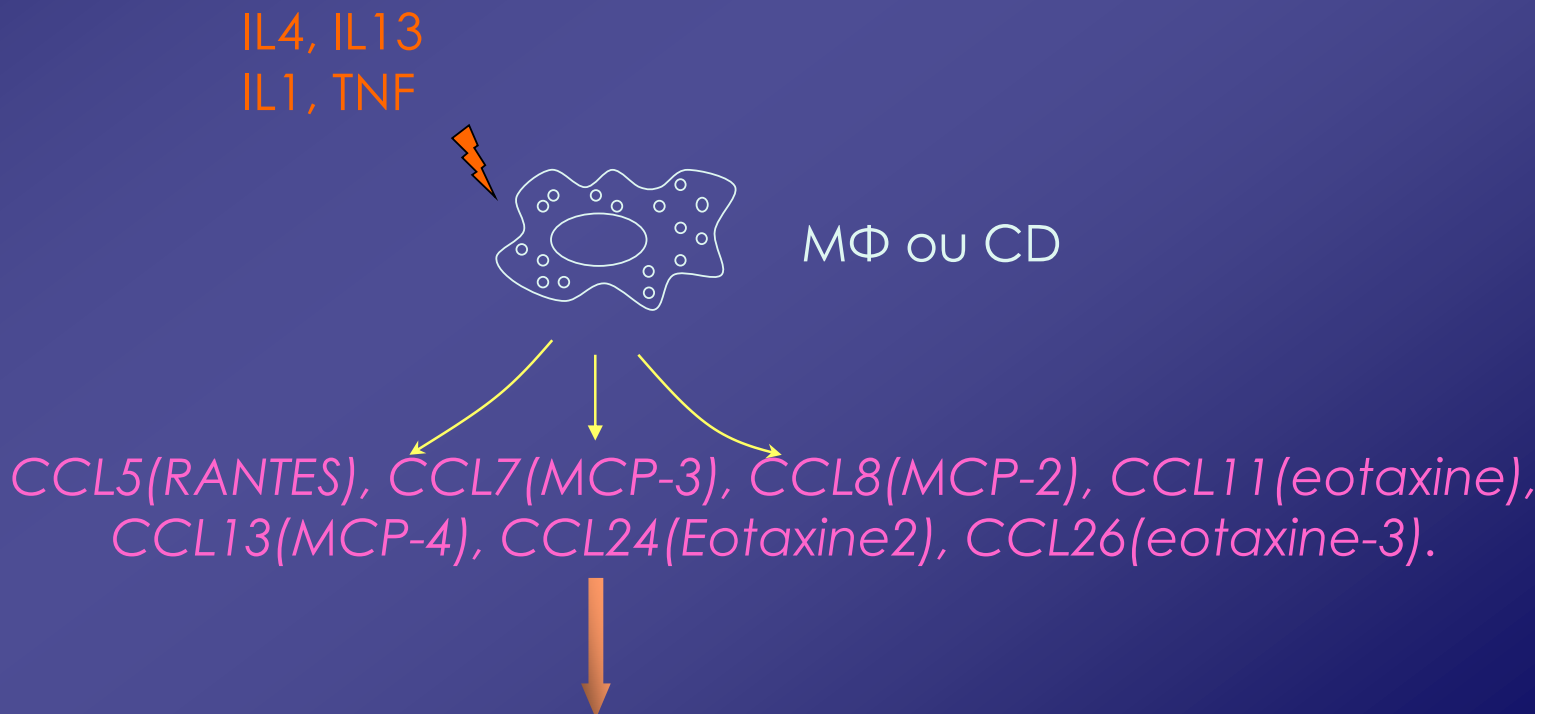 IL4, IL13
IL1, TNF
MΦ ou CD
CCL5(RANTES), CCL7(MCP-3), CCL8(MCP-2), CCL11(eotaxine),
CCL13(MCP-4), CCL24(Eotaxine2), CCL26(eotaxine-3).